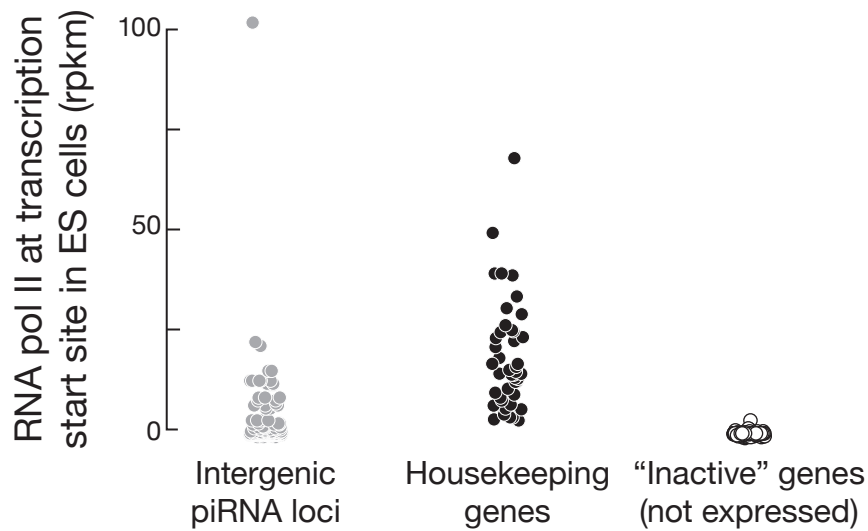 RNA pol II at transcription
start site in ES cells (rpkm)
100
50
0
Intergenic
piRNA loci
Housekeeping
genes
“Inactive” genes
(not expressed)